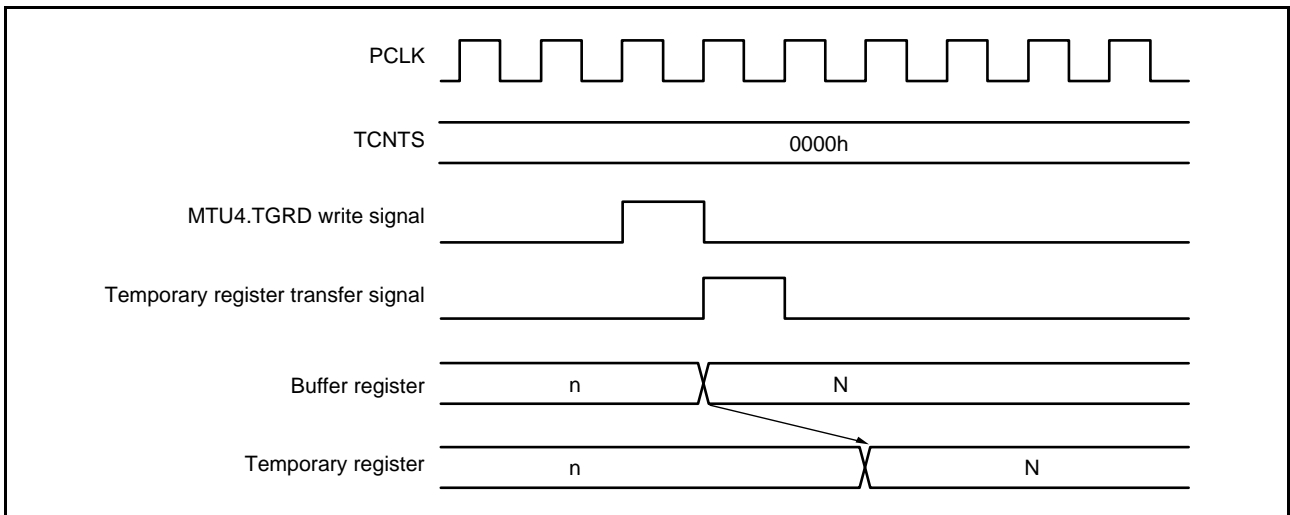 PCLK
TCNTS
0000h
MTU4.TGRD write signal
Temporary register transfer signal
Buffer register
n
N
Temporary register
n
N